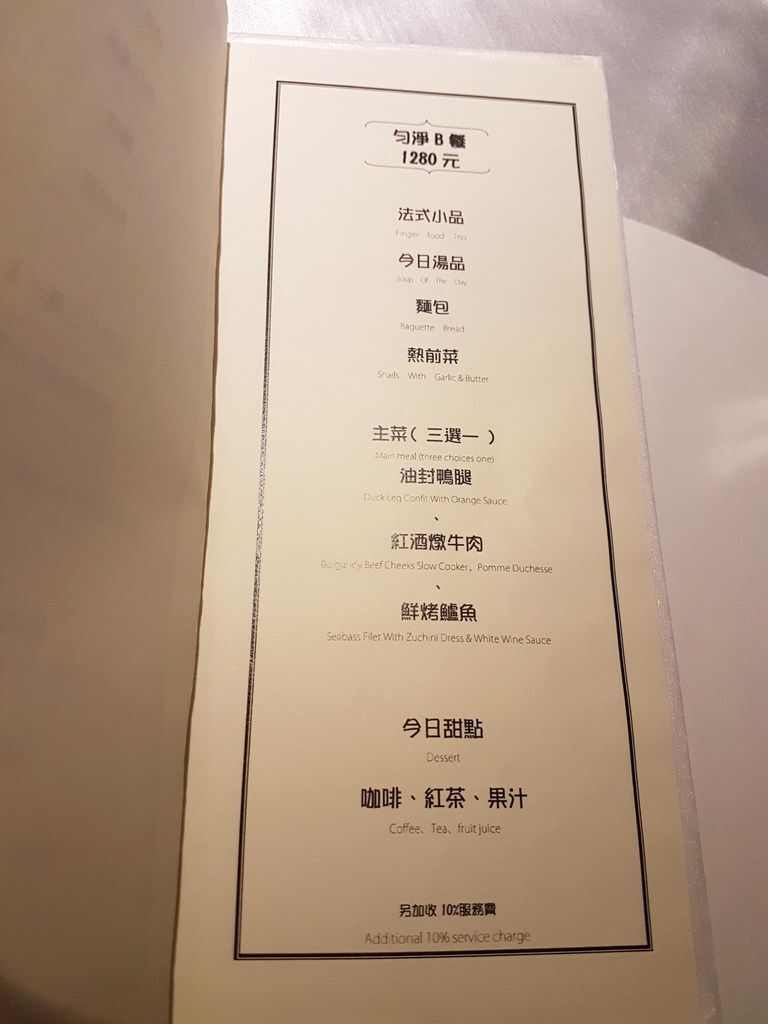 勻淨 B 餐
1280 元
法式小品
Finger food Trio
今日湯品
Soup Of The Day
麵包
Baguette Bread
熱前菜
Snails With Garlic & Butter
主菜( 三選一 )
Main meal (three choices one)
油封鴨腿
Duck Leg Confit With Orange Sauce
、
紅酒燉牛肉
Burgundy Beef Cheeks Slow Cooker, Pomme Duchesse
、
鮮烤鱸魚
Seabass Filet With Zuchini Dress & White Wine Sauce
今日甜點
Dessert
咖啡、紅茶、果汁
Coffee、Tea、fruit juice
另加收 10%服務費
Additional 10% service charge